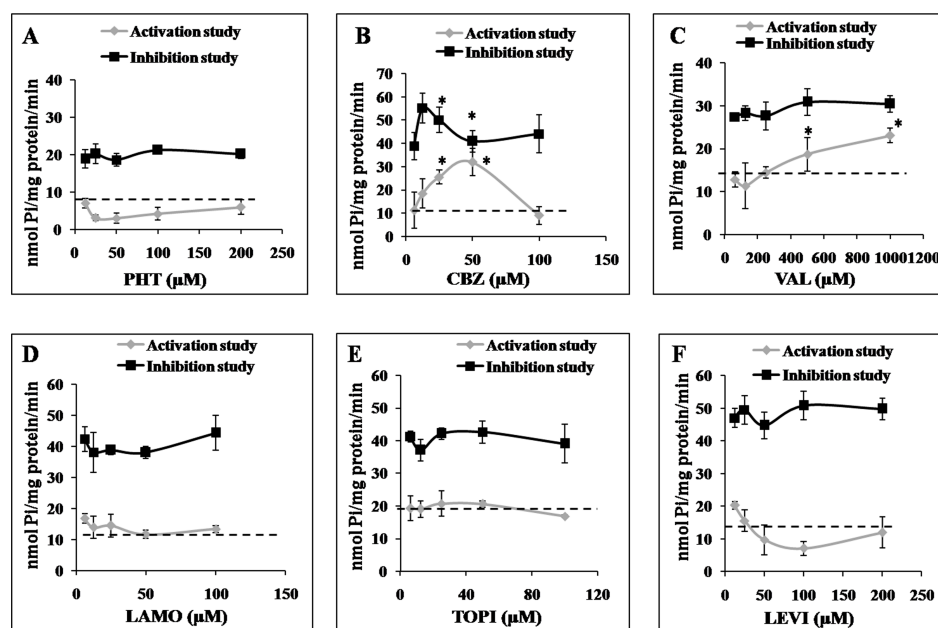 A
Activation study
Inhibition study
nmol Pi/mg protein/min
40
30
20
10
0
0 50 100 150 200 250
PHT (µM)
B
Activation study
Inhibition study
nmol Pi/mg protein/min
70
60
50
40
30
20
10
0
* * * *
0 50 100 150
CBZ (µM)
C
Activation study
Inhibition study
nmol Pi/mg protein/min
40
30
20
10
0
* *
0 200 400 600 800 10001200
VAL (µM)
D
Activation study
Inhibition study
nmol Pi/mg protein/min
60
50
40
30
20
10
0
0 50 100 150
LAMO (µM)
E
Activation study
Inhibition study
nmol Pi/mg protein/min
60
50
40
30
20
10
0
0 40 80 120
TOPI (µM)
F
Activation study
Inhibition study
nmol Pi/mg protein/min
60
50
40
30
20
10
0
0 50 100 150 200 250
LEVI (µM)